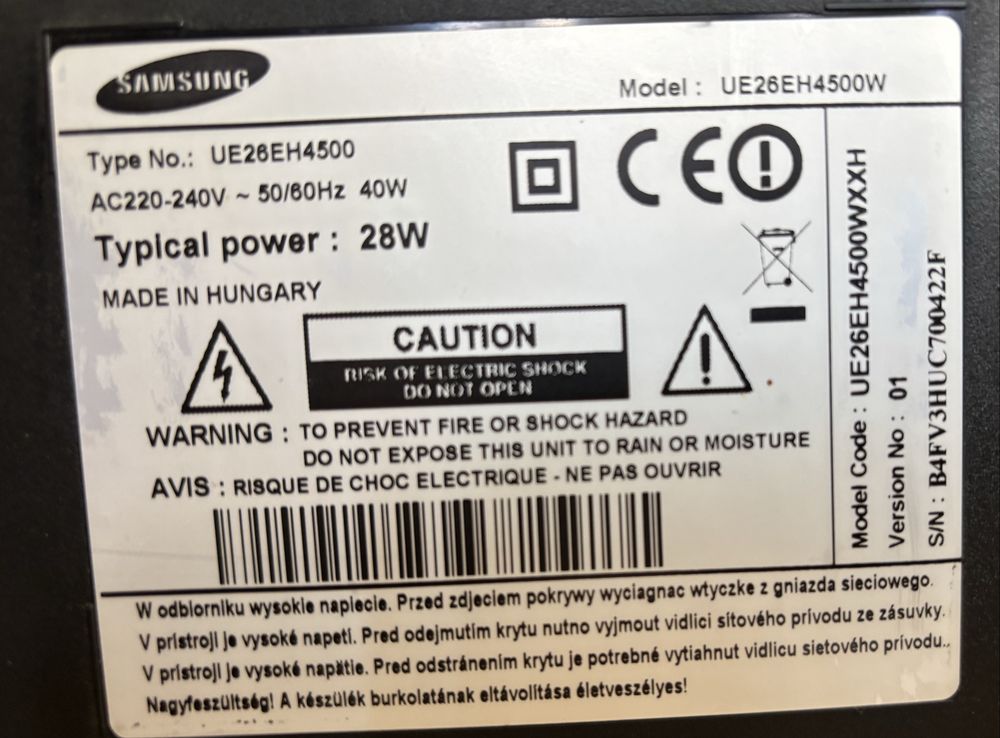 SAMSUNG
Model : UE26EH4500W
Type No.: UE26EH4500
AC220-240V ~ 50/60Hz 40W
Typical power : 28W
MADE IN HUNGARY
CAUTION
RISK OF ELECTRIC SHOCK
DO NOT OPEN
WARNING : TO PREVENT FIRE OR SHOCK HAZARD
DO NOT EXPOSE THIS UNIT TO RAIN OR MOISTURE
AVIS : RISQUE DE CHOC ELECTRIQUE - NE PAS OUVRIR
Model Code : UE26EH4500WXXH
Version No : 01
S/N : B4FV3HUC700422F
W odbiorniku wysokie napiecie. Przed zdjeciem pokrywy wyciagnac wtyczke z gniazda sieciowego.
V pristroji je vysoké napeti. Pred odejmutím krytu nutno vyjmout vidlici sítového prívodu ze zásuvky.
V prístroji je vysoké napätie. Pred odstránením krytu je potrebné vytiahnut vidlicu sietového prívodu..
Nagyfeszültség! A készülék burkolatának eltávolítása életveszélyes!